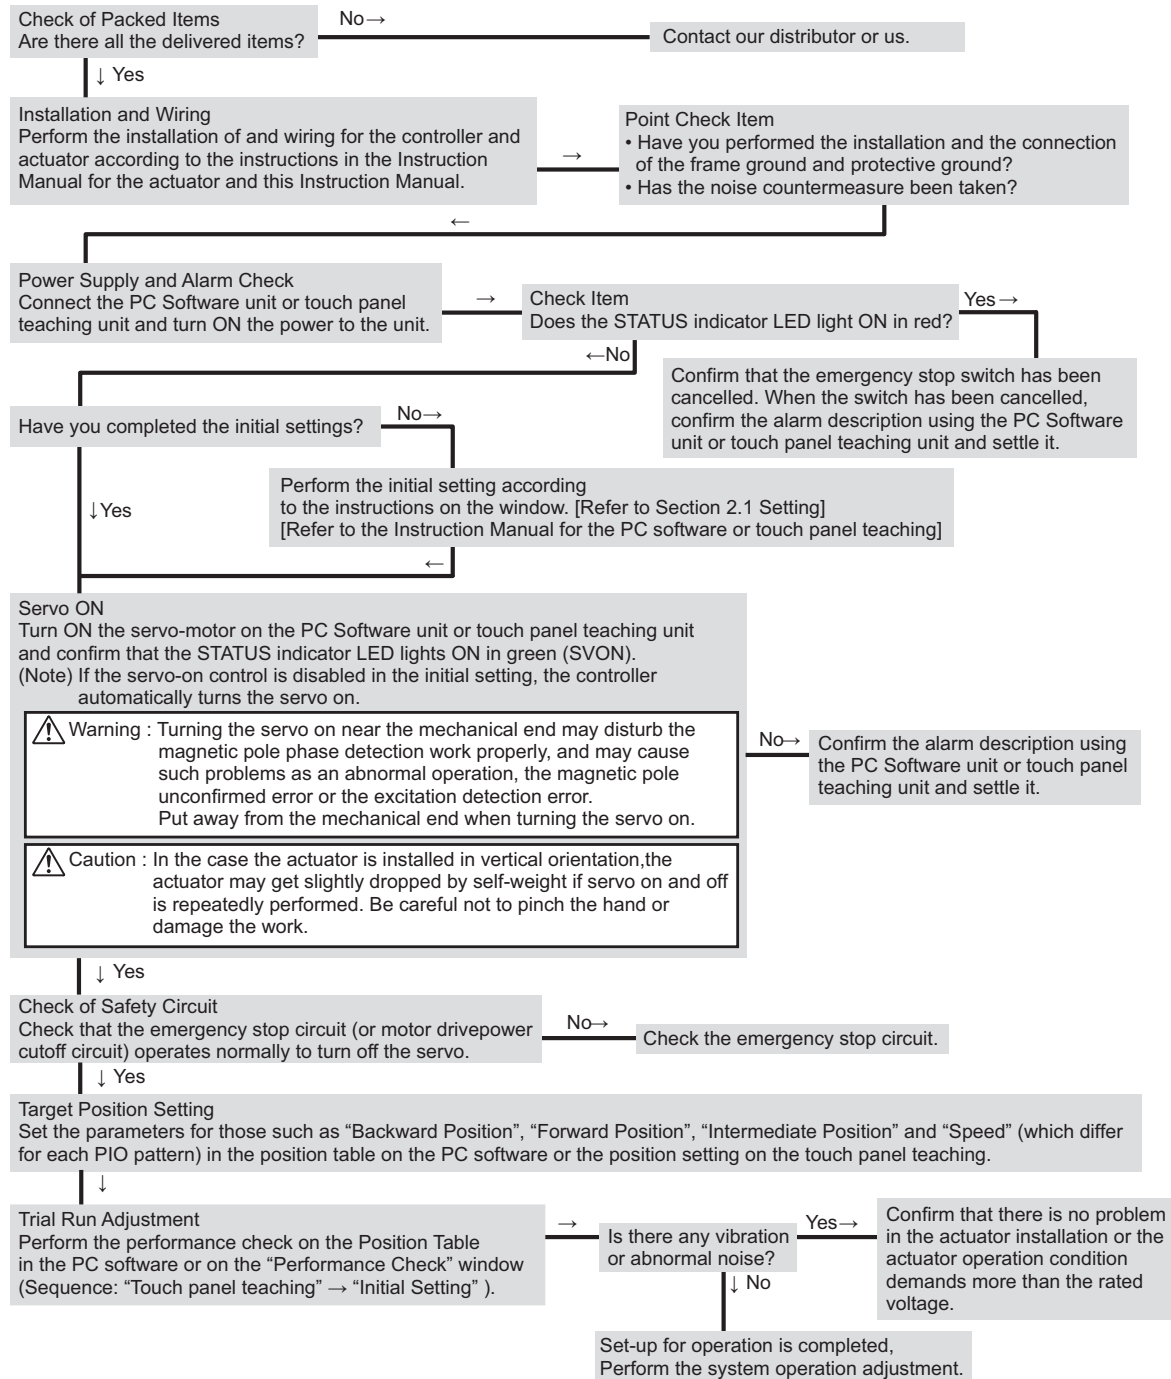 Check of Packed Items
Are there all the delivered items?
No→
Contact our distributor or us.
↓ Yes
Installation and Wiring
Perform the installation of and wiring for the controller and
actuator according to the instructions in the Instruction
Manual for the actuator and this Instruction Manual.
→
Point Check Item
• Have you performed the installation and the connection
of the frame ground and protective ground?
• Has the noise countermeasure been taken?
←
Power Supply and Alarm Check
Connect the PC Software unit or touch panel
teaching unit and turn ON the power to the unit.
→
Check Item
Does the STATUS indicator LED light ON in red?
Yes→
←No
Confirm that the emergency stop switch has been
cancelled. When the switch has been cancelled,
confirm the alarm description using the PC Software
unit or touch panel teaching unit and settle it.
Have you completed the initial settings?
No→
↓Yes
Perform the initial setting according
to the instructions on the window. [Refer to Section 2.1 Setting]
[Refer to the Instruction Manual for the PC software or touch panel teaching]
←
Servo ON
Turn ON the servo-motor on the PC Software unit or touch panel teaching unit
and confirm that the STATUS indicator LED lights ON in green (SVON).
(Note) If the servo-on control is disabled in the initial setting, the controller
automatically turns the servo on.
Warning : Turning the servo on near the mechanical end may disturb the
magnetic pole phase detection work properly, and may cause
such problems as an abnormal operation, the magnetic pole
unconfirmed error or the excitation detection error.
Put away from the mechanical end when turning the servo on.
No→
Confirm the alarm description using
the PC Software unit or touch panel
teaching unit and settle it.
Caution : In the case the actuator is installed in vertical orientation,the
actuator may get slightly dropped by self-weight if servo on and off
is repeatedly performed. Be careful not to pinch the hand or
damage the work.
↓ Yes
Check of Safety Circuit
Check that the emergency stop circuit (or motor drivepower
cutoff circuit) operates normally to turn off the servo.
No→
Check the emergency stop circuit.
↓ Yes
Target Position Setting
Set the parameters for those such as “Backward Position”, “Forward Position”, “Intermediate Position” and “Speed” (which differ
for each PIO pattern) in the position table on the PC software or the position setting on the touch panel teaching.
↓
Trial Run Adjustment
Perform the performance check on the Position Table
in the PC software or on the “Performance Check” window
(Sequence: “Touch panel teaching” → “Initial Setting” ).
→
Is there any vibration
or abnormal noise?
Yes→
Confirm that there is no problem
in the actuator installation or the
actuator operation condition
demands more than the rated
voltage.
↓ No
Set-up for operation is completed,
Perform the system operation adjustment.